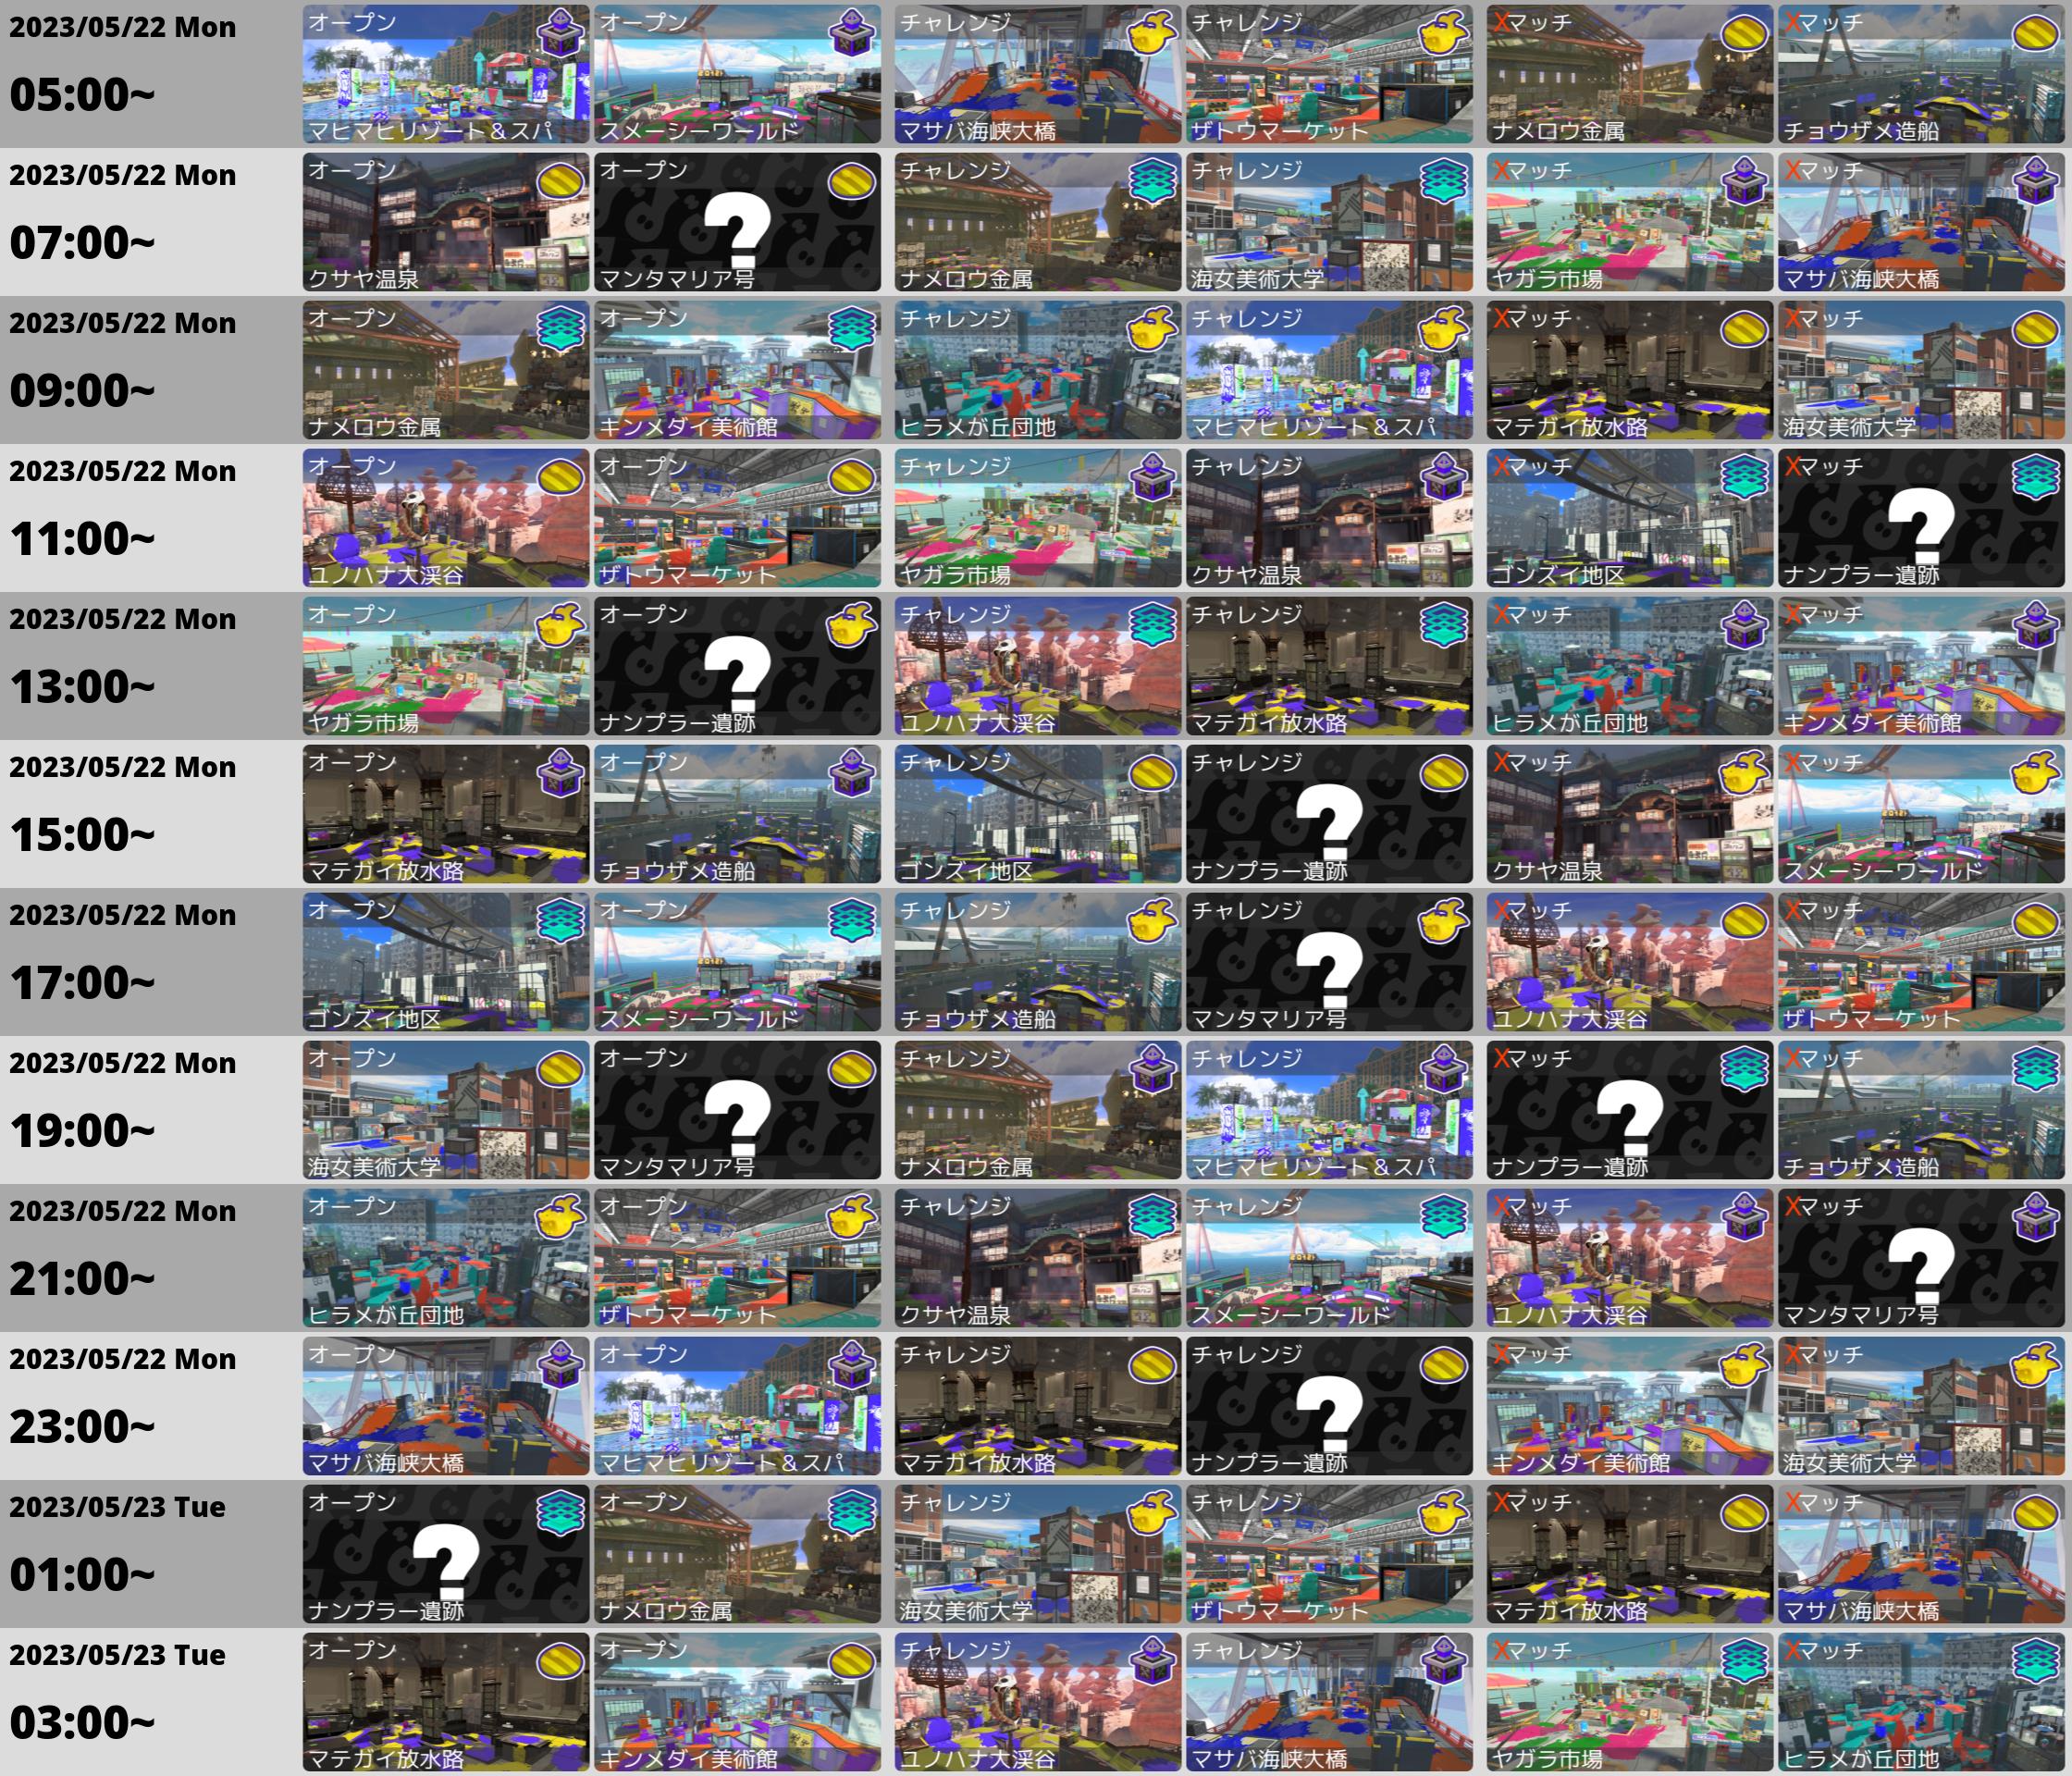 2023/05/22 Mon
05:00~
オープン オープン チャレンジ チャレンジ Xマッチ Xマッチ
マヒマヒリゾート&スパ スメーシーワールド マサバ海峡大橋 ザトウマーケット ナメロウ金属 チョウザメ造船
2023/05/22 Mon
07:00~
オープン オープン チャレンジ チャレンジ Xマッチ Xマッチ
?
クサヤ温泉 マンタマリア号 ナメロウ金属 海女美術大学 ヤガラ市場 マサバ海峡大橋
2023/05/22 Mon
09:00~
オープン オープン チャレンジ チャレンジ Xマッチ Xマッチ
ナメロウ金属 キンメダイ美術館 ヒラメが丘団地 マヒマヒリゾート&スパ マテガイ放水路 海女美術大学
2023/05/22 Mon
11:00~
オープン オープン チャレンジ チャレンジ Xマッチ Xマッチ
?
ユノハナ大渓谷 ザトウマーケット ヤガラ市場 クサヤ温泉 ゴンズイ地区 ナンプラー遺跡
2023/05/22 Mon
13:00~
オープン オープン チャレンジ チャレンジ Xマッチ Xマッチ
?
ヤガラ市場 ナンプラー遺跡 ユノハナ大渓谷 マテガイ放水路 ヒラメが丘団地 キンメダイ美術館
2023/05/22 Mon
15:00~
オープン オープン チャレンジ チャレンジ Xマッチ Xマッチ
?
マテガイ放水路 チョウザメ造船 ゴンズイ地区 ナンプラー遺跡 クサヤ温泉 スメーシーワールド
2023/05/22 Mon
17:00~
オープン オープン チャレンジ チャレンジ Xマッチ Xマッチ
?
ゴンズイ地区 スメーシーワールド チョウザメ造船 マンタマリア号 ユノハナ大渓谷 ザトウマーケット
2023/05/22 Mon
19:00~
オープン オープン チャレンジ チャレンジ Xマッチ Xマッチ
? ?
海女美術大学 マンタマリア号 ナメロウ金属 マヒマヒリゾート&スパ ナンプラー遺跡 チョウザメ造船
2023/05/22 Mon
21:00~
オープン オープン チャレンジ チャレンジ Xマッチ Xマッチ
?
ヒラメが丘団地 ザトウマーケット クサヤ温泉 スメーシーワールド ユノハナ大渓谷 マンタマリア号
2023/05/22 Mon
23:00~
オープン オープン チャレンジ チャレンジ Xマッチ Xマッチ
?
マサバ海峡大橋 マヒマヒリゾート&スパ マテガイ放水路 ナンプラー遺跡 キンメダイ美術館 海女美術大学
2023/05/23 Tue
01:00~
オープン オープン チャレンジ チャレンジ Xマッチ Xマッチ
?
ナンプラー遺跡 ナメロウ金属 海女美術大学 ザトウマーケット マテガイ放水路 マサバ海峡大橋
2023/05/23 Tue
03:00~
オープン オープン チャレンジ チャレンジ Xマッチ Xマッチ
マテガイ放水路 キンメダイ美術館 ユノハナ大渓谷 マサバ海峡大橋 ヤガラ市場 ヒラメが丘団地